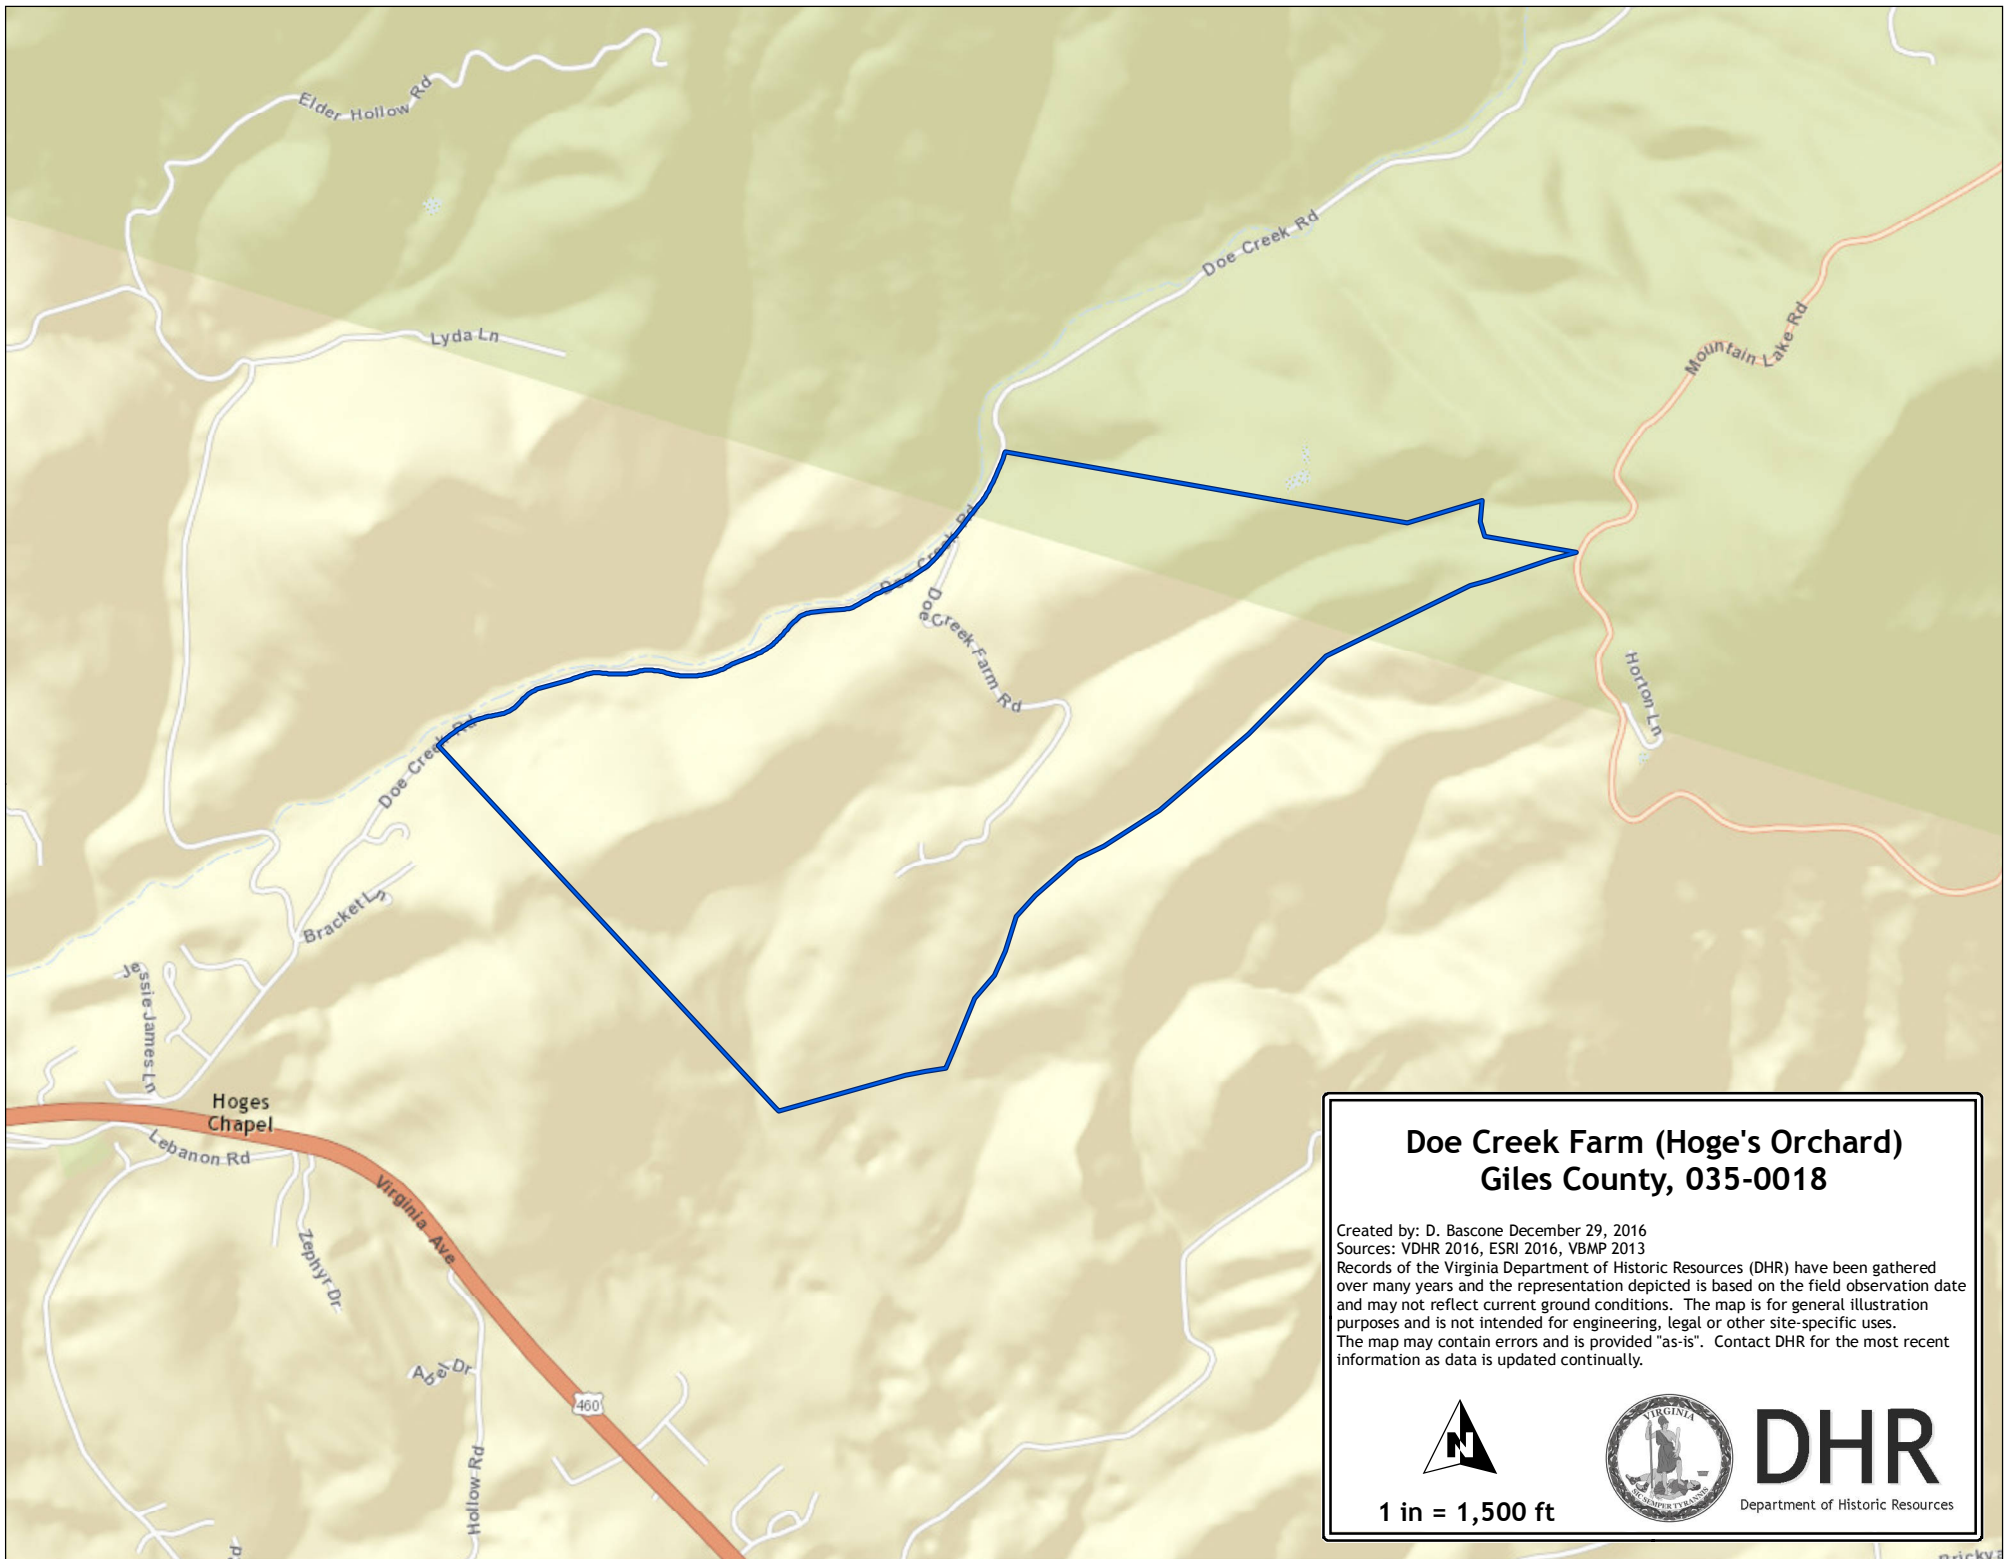 Elder Hollow Rd
Doe Creek Rd
Lyda Ln
Mountain Lake Rd
Doe Creek Rd
Doe Creek Farm Rd
Horton Ln
Doe Creek Rd
Bracket Ln
Jessie James Ln
Hoges
Chapel
Lebanon Rd
Virginia Ave
Zephyr Dr
Abel Dr
460
Hollow Rd
Rd
Doe Creek Farm (Hoge's Orchard)
Giles County, 035-0018
Created by: D. Bascone December 29, 2016
Sources: VDHR 2016, ESRI 2016, VBMP 2013
Records of the Virginia Department of Historic Resources (DHR) have been gathered
over many years and the representation depicted is based on the field observation date
and may not reflect current ground conditions. The map is for general illustration
purposes and is not intended for engineering, legal or other site-specific uses.
The map may contain errors and is provided "as-is". Contact DHR for the most recent
information as data is updated continually.
N
1 in = 1,500 ft
VIRGINIA
SIC SEMPER TYRANNIS
DHR
Department of Historic Resources